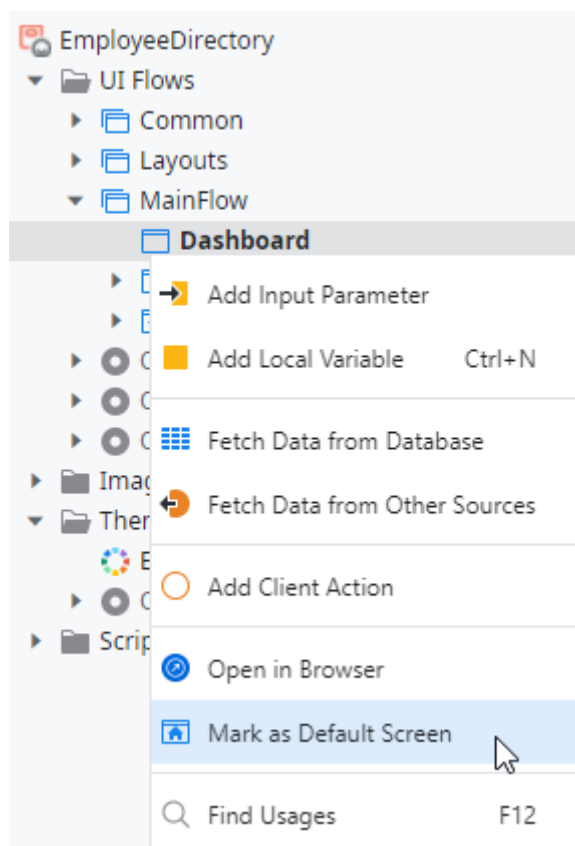 EmployeeDirectory
UI Flows
Common
Layouts
MainFlow
Dashboard
Add Input Parameter
Add Local Variable Ctrl+N
Fetch Data from Database
Fetch Data from Other Sources
Add Client Action
Open in Browser
Mark as Default Screen
Find Usages F12